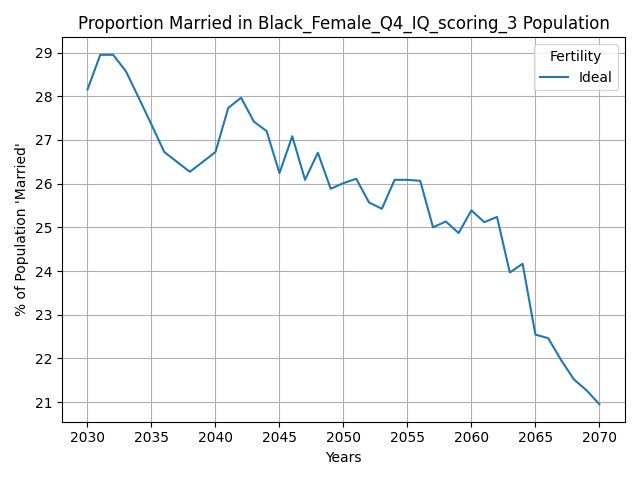 Proportion Married in Black_Female_Q4_IQ_scoring_3 Population
Fertility
Ideal
% of Population 'Married'
29
28
27
26
25
24
23
22
21
2030 2035 2040 2045 2050 2055 2060 2065 2070
Years